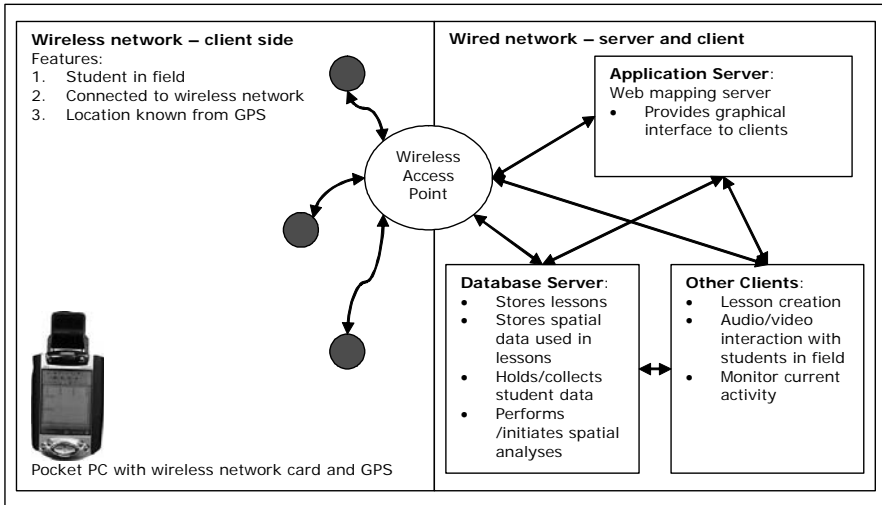 Wireless network – client side
Features:
1. Student in field
2. Connected to wireless network
3. Location known from GPS
Wireless
Access
Point
Pocket PC with wireless network card and GPS
Wired network – server and client
Application Server:
Web mapping server
• Provides graphical
interface to clients
Database Server:
• Stores lessons
• Stores spatial
data used in
lessons
• Holds/collects
student data
• Performs
/initiates spatial
analyses
Other Clients:
• Lesson creation
• Audio/video
interaction with
students in field
• Monitor current
activity